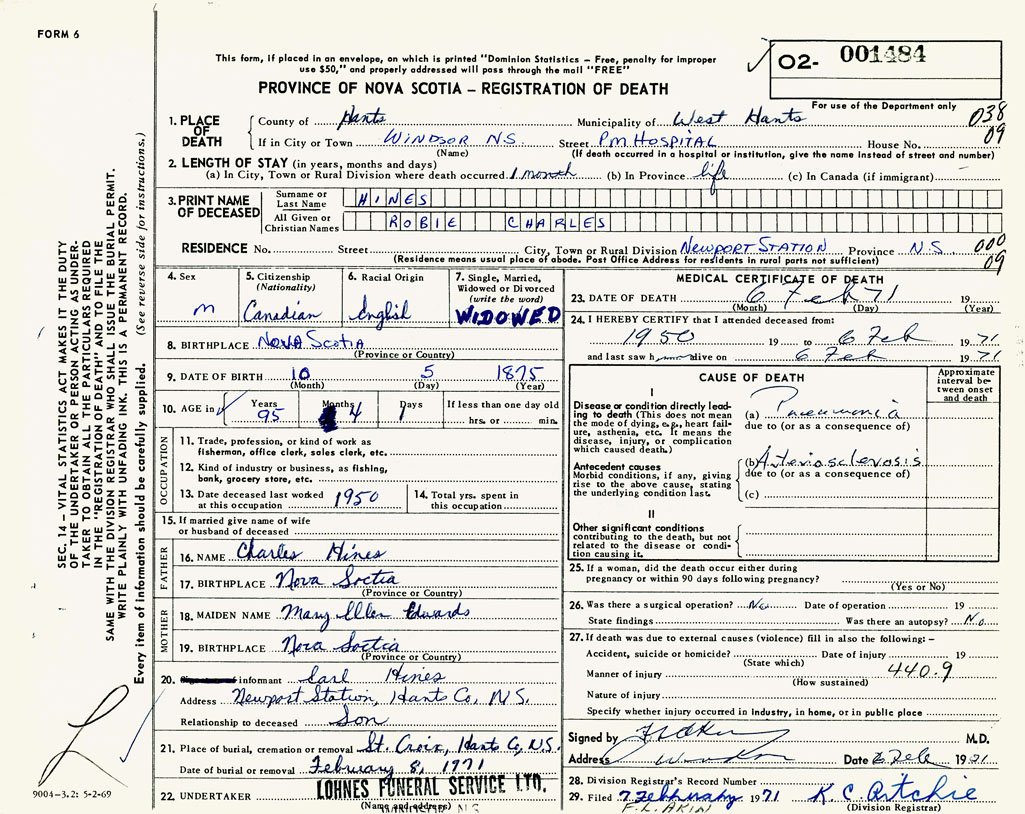 FORM 6
This form, if placed in an envelope, on which is printed "Dominion Statistics – Free, penalty for improper
use $50," and properly addressed will pass through the mail "FREE"
O2- 001484
PROVINCE OF NOVA SCOTIA – REGISTRATION OF DEATH
For use of the Department only
1. PLACE OF DEATH
County of Hants Municipality of West Hants 038
If in City or Town WINDSOR N.S. Street PM HOSPITAL House No. 09
(Name) (If death occurred in a hospital or institution, give the name instead of street and number)
2. LENGTH OF STAY (in years, months and days)
(a) In City, Town or Rural Division where death occurred 1 month (b) In Province life (c) In Canada (if immigrant)
3. PRINT NAME OF DECEASED
Surname or Last Name HINES
All Given or Christian Names ROBIE CHARLES
RESIDENCE No. Street City, Town or Rural Division NEWPORT STATION Province N.S. 000
(Residence means usual place of abode. Post Office Address for residents in rural parts not sufficient) 09
4. Sex
M
5. Citizenship
(Nationality)
Canadian
6. Racial Origin
English
7. Single, Married,
Widowed or Divorced
(write the word)
WIDOWED
8. BIRTHPLACE NOVA SCOTIA
(Province or Country)
9. DATE OF BIRTH 10 5 1875
(Month) (Day) (Year)
10. AGE in Years Months Days If less than one day old
95 4 1 hrs. or min.
OCCUPATION
11. Trade, profession, or kind of work as
fisherman, office clerk, sales clerk, etc.
12. Kind of industry or business, as fishing,
bank, grocery store, etc.
13. Date deceased last worked
at this occupation 1950
14. Total yrs. spent in
this occupation
15. If married give name of wife
or husband of deceased
FATHER
16. NAME Charles Hines
17. BIRTHPLACE Nova Soctia
(Province or Country)
MOTHER
18. MAIDEN NAME Mary Ellen Edwards
19. BIRTHPLACE Nova Soctia
(Province or Country)
20. informant Carl Hines
Address Newport Station, Hants Co, N.S.
Relationship to deceased Son
21. Place of burial, cremation or removal St. Croix, Hants Co, N.S.
Date of burial or removal February 8, 1971
22. UNDERTAKER LOHNES FUNERAL SERVICE LTD.
(Name and address)
MEDICAL CERTIFICATE OF DEATH
23. DATE OF DEATH 6 Feb 71 19
(Month) (Day) (Year)
24. I HEREBY CERTIFY that I attended deceased from:
1950 19 to 6 Feb 19 71
and last saw h alive on 6 Feb 19 71
CAUSE OF DEATH
Approximate
interval be-
tween onset
and death
I
Disease or condition directly lead-
ing to death (This does not mean
the mode of dying, e.g., heart fail-
ure, asthenia, etc. It means the
disease, injury, or complication
which caused death.)
(a) Pneumonia
due to (or as a consequence of)
Antecedent causes
Morbid conditions, if any, giving
rise to the above cause, stating
the underlying condition last.
(b) Arteriosclerosis
due to (or as a consequence of)
(c)
II
Other significant conditions
contributing to the death, but not
related to the disease or condi-
tion causing it.
25. If a woman, did the death occur either during
pregnancy or within 90 days following pregnancy?
(Yes or No)
26. Was there a surgical operation? No Date of operation 19
State findings Was there an autopsy? No
27. If death was due to external causes (violence) fill in also the following: –
Accident, suicide or homicide? Date of injury 19
(State which)
Manner of injury 440.9
(How sustained)
Nature of injury
Specify whether injury occurred in industry, in home, or in public place
Signed by M.D.
Address Windsor Date 19
28. Division Registrar's Record Number
29. Filed 7 February 1971 K. C. Ritchie
(Division Registrar)
F. L. AKIN
SEC. 14 – VITAL STATISTICS ACT MAKES IT THE DUTY
OF THE UNDERTAKER OR PERSON ACTING AS UNDER-
TAKER TO OBTAIN ALL THE PARTICULARS REQUIRED
IN THE "REGISTRATION OF DEATH" AND TO FILE THE
SAME WITH THE DIVISION REGISTRAR WHO SHALL ISSUE THE BURIAL PERMIT.
WRITE PLAINLY WITH UNFADING INK. THIS IS A PERMANENT RECORD.
Every item of information should be carefully supplied. (See reverse side for instructions.)
9004-3.2: 5-2-69